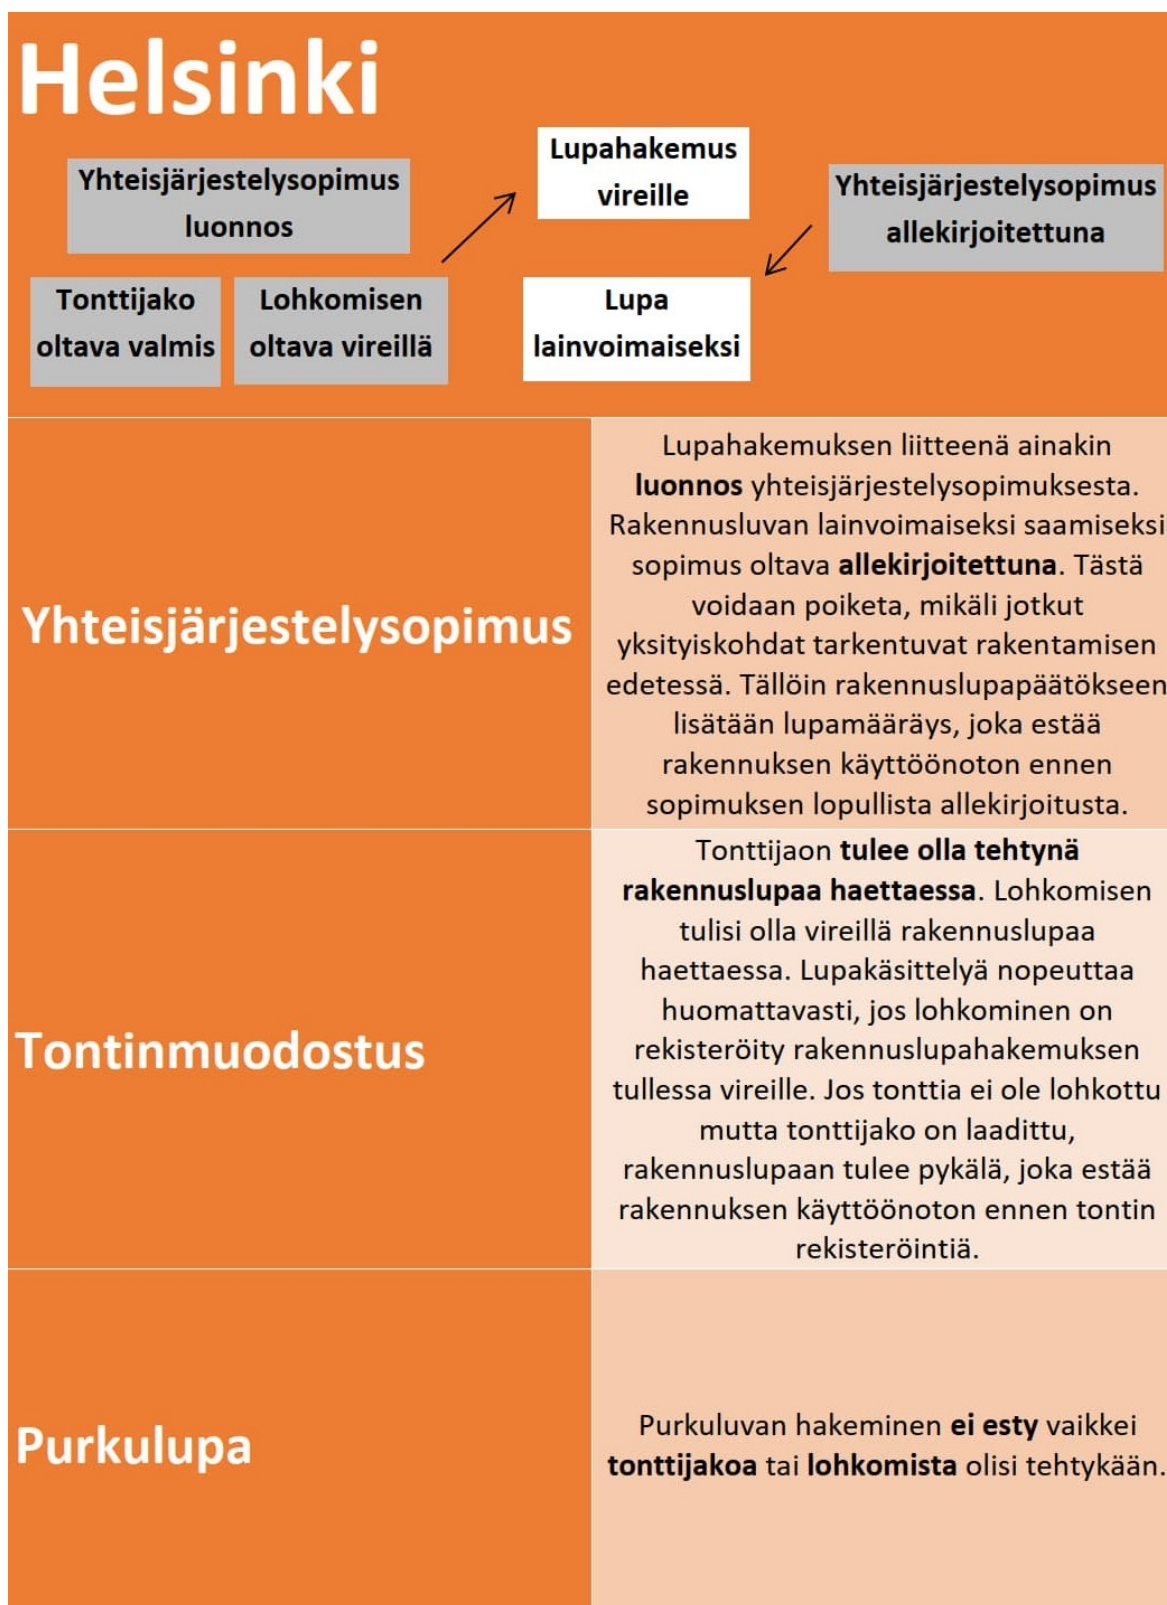 Helsinki
Yhteisjärjestelysopimus
luonnos
Tonttijako
oltava valmis
Lohkomisen
oltava vireillä
Lupahakemus
vireille
Lupa
lainvoimaiseksi
Yhteisjärjestelysopimus
allekirjoitettuna
Yhteisjärjestelysopimus
Lupahakemuksen liitteenä ainakin
luonnos yhteisjärjestelysopimuksesta.
Rakennusluvan lainvoimaiseksi saamiseksi
sopimus oltava allekirjoitettuna. Tästä
voidaan poiketa, mikäli jotkut
yksityiskohdat tarkentuvat rakentamisen
edetessä. Tällöin rakennuslupapäätökseen
lisätään lupamääräys, joka estää
rakennuksen käyttöönoton ennen
sopimuksen lopullista allekirjoitusta.
Tontinmuodostus
Tonttijaon tulee olla tehtynä
rakennuslupaa haettaessa. Lohkomisen
tulisi olla vireillä rakennuslupaa
haettaessa. Lupakäsittelyä nopeuttaa
huomattavasti, jos lohkominen on
rekisteröity rakennuslupahakemuksen
tullessa vireille. Jos tonttia ei ole lohkottu
mutta tonttijako on laadittu,
rakennuslupaan tulee pykälä, joka estää
rakennuksen käyttöönoton ennen tontin
rekisteröintiä.
Purkulupa
Purkuluvan hakeminen ei esty vaikkei
tonttijakoa tai lohkomista olisi tehtykään.